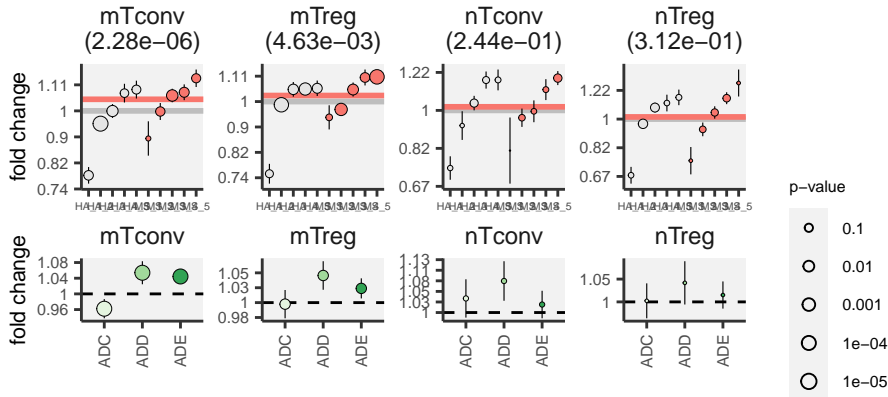 mTconv
(2.28e−06)
mTreg
(4.63e−03)
nTconv
(2.44e−01)
nTreg
(3.12e−01)
fold change
1.11
1
0.9
0.82
0.74
1.11
1
0.9
0.82
0.74
1.22
1
0.82
0.67
1.22
1
0.82
0.67
mTconv
mTreg
nTconv
nTreg
fold change
1.08
1.04
1
0.96
1.05
1.03
1
0.98
1.13
1.1
1.08
1.05
1.03
1
1.05
1
ADC
ADD
ADE
ADC
ADD
ADE
ADC
ADD
ADE
ADC
ADD
ADE
p−value
0.1
0.01
0.001
1e−04
1e−05